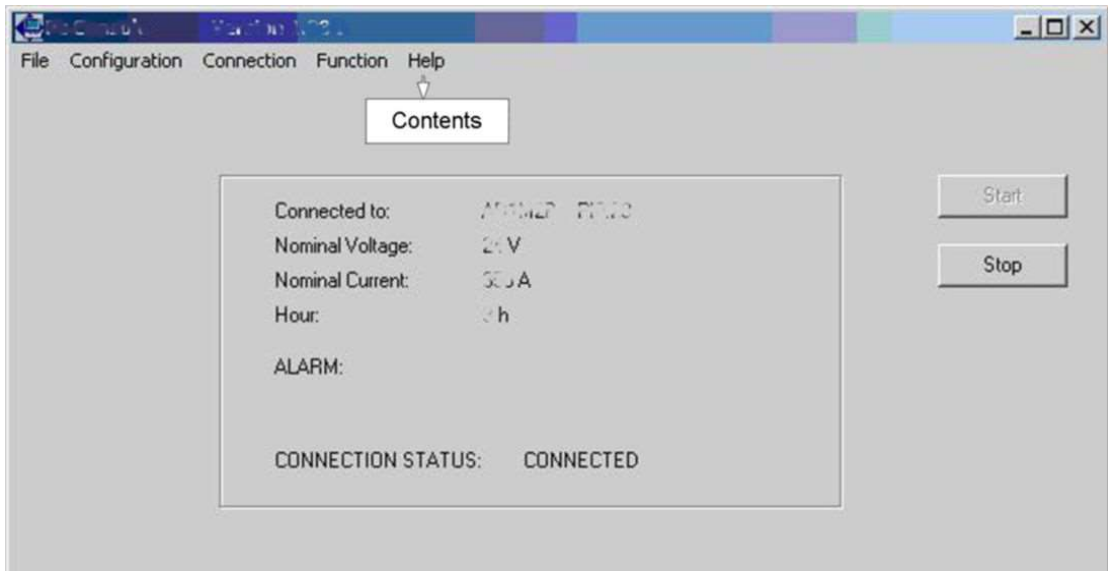 File Configuration Connection Function Help
Contents
Connected to:
Nominal Voltage: V
Nominal Current: A
Hour: h
ALARM:
CONNECTION STATUS: CONNECTED
Start
Stop